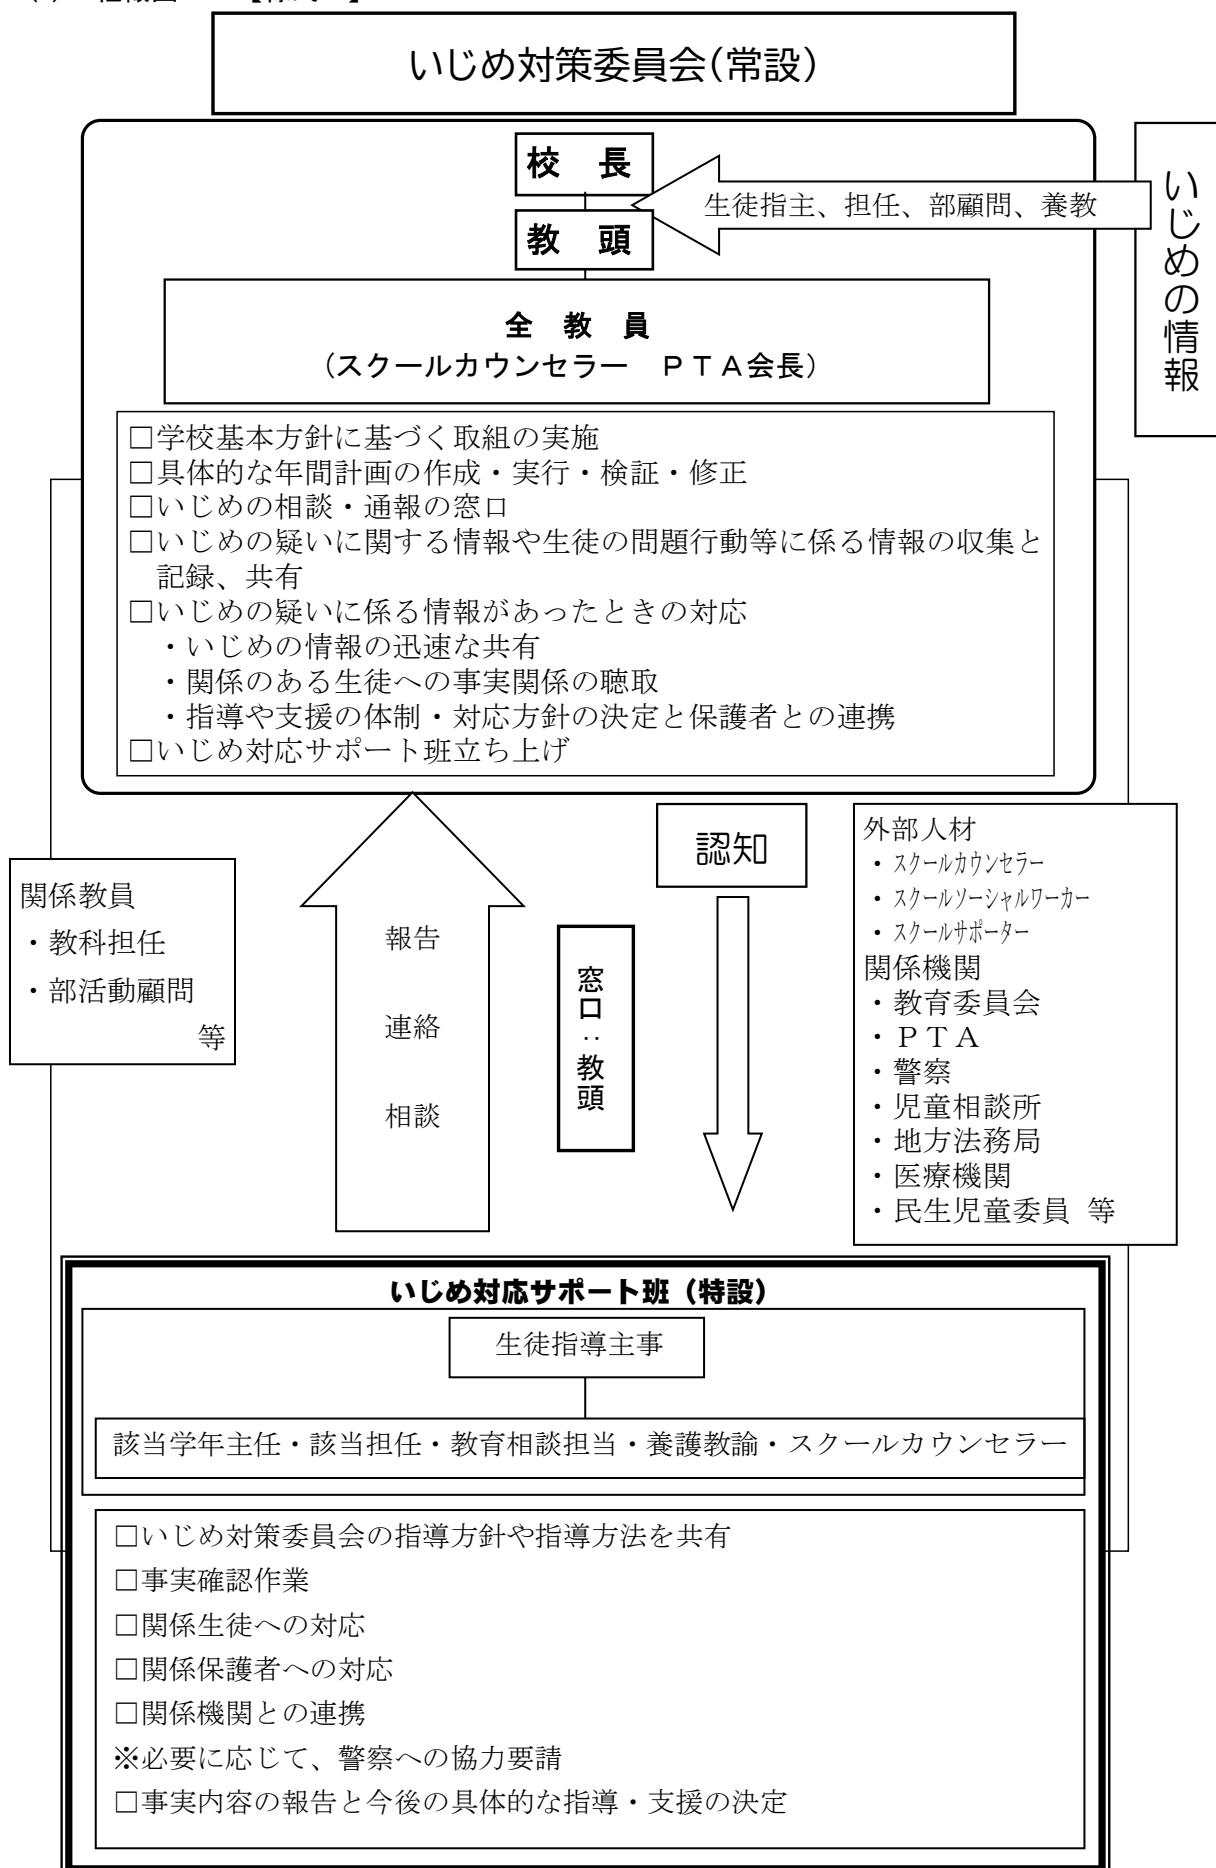 いじめ対策委員会(常設)
校　長
教　頭
生徒指主、担任、部顧問、養教
いじめの情報
全　教　員
（スクールカウンセラー　ＰＴＡ会長）
□学校基本方針に基づく取組の実施
□具体的な年間計画の作成・実行・検証・修正
□いじめの相談・通報の窓口
□いじめの疑いに関する情報や生徒の問題行動等に係る情報の収集と
記録、共有
□いじめの疑いに係る情報があったときの対応
・いじめの情報の迅速な共有
・関係のある生徒への事実関係の聴取
・指導や支援の体制・対応方針の決定と保護者との連携
□いじめ対応サポート班立ち上げ
関係教員
・教科担任
・部活動顧問
等
報告
連絡
相談
窓口：教頭
認知
外部人材
・スクールカウンセラー
・スクールソーシャルワーカー
・スクールサポーター
関係機関
・教育委員会
・ＰＴＡ
・警察
・児童相談所
・地方法務局
・医療機関
・民生児童委員 等
いじめ対応サポート班（特設）
生徒指導主事
該当学年主任・該当担任・教育相談担当・養護教諭・スクールカウンセラー
□いじめ対策委員会の指導方針や指導方法を共有
□事実確認作業
□関係生徒への対応
□関係保護者への対応
□関係機関との連携
※必要に応じて、警察への協力要請
□事実内容の報告と今後の具体的な指導・支援の決定